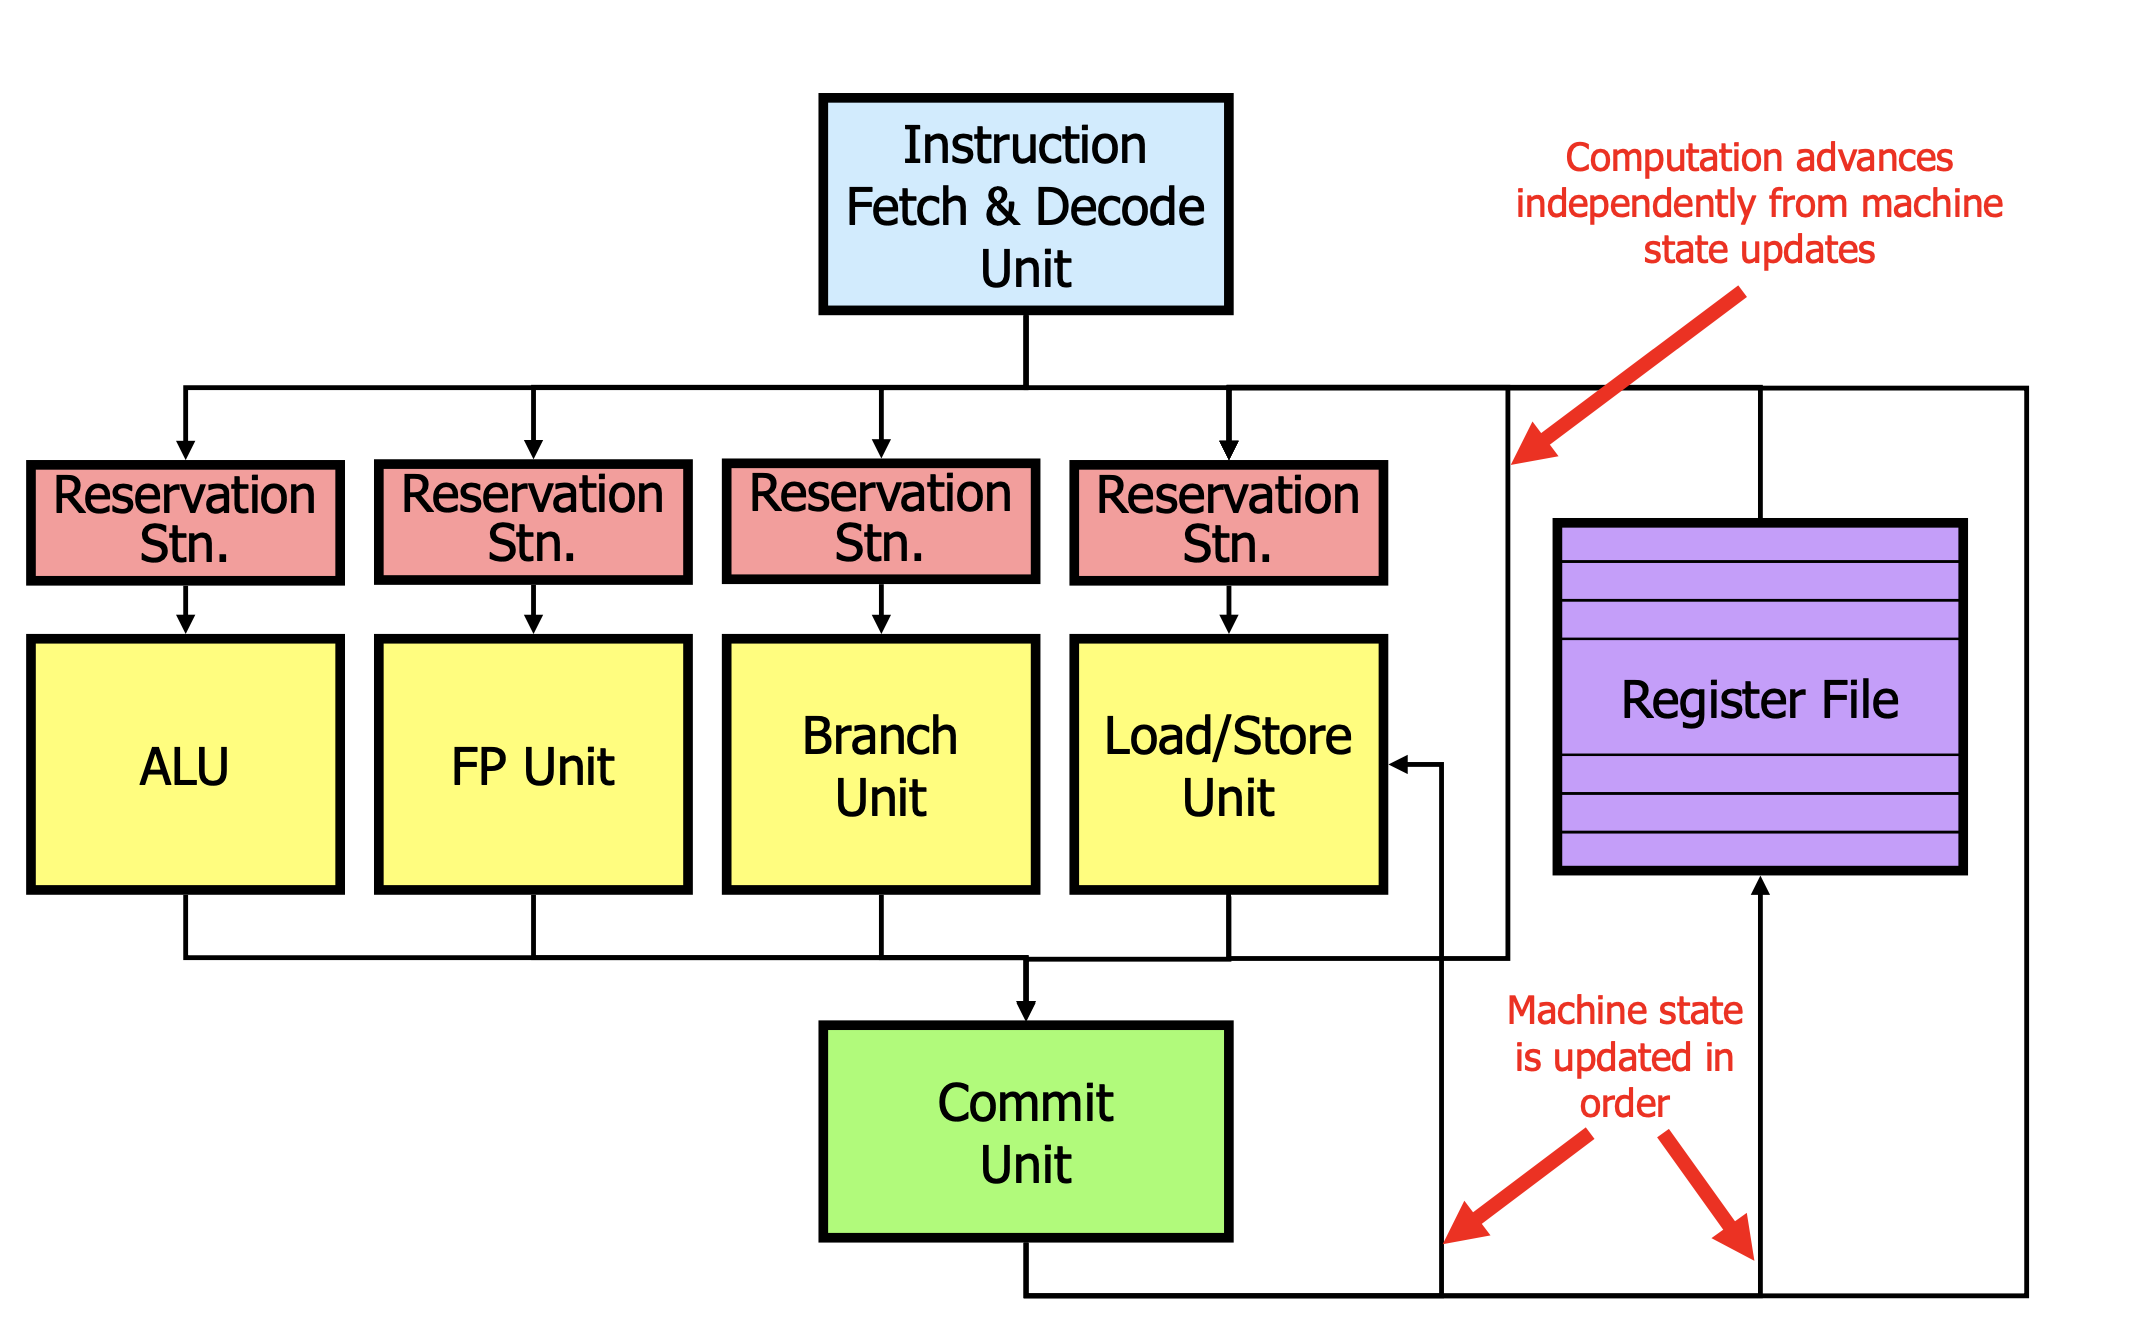 Instruction
Fetch & Decode
Unit
Computation advances
independently from machine
state updates
Reservation
Stn.
Reservation
Stn.
Reservation
Stn.
Reservation
Stn.
ALU
FP Unit
Branch
Unit
Load/Store
Unit
Register File
Machine state
is updated in
order
Commit
Unit